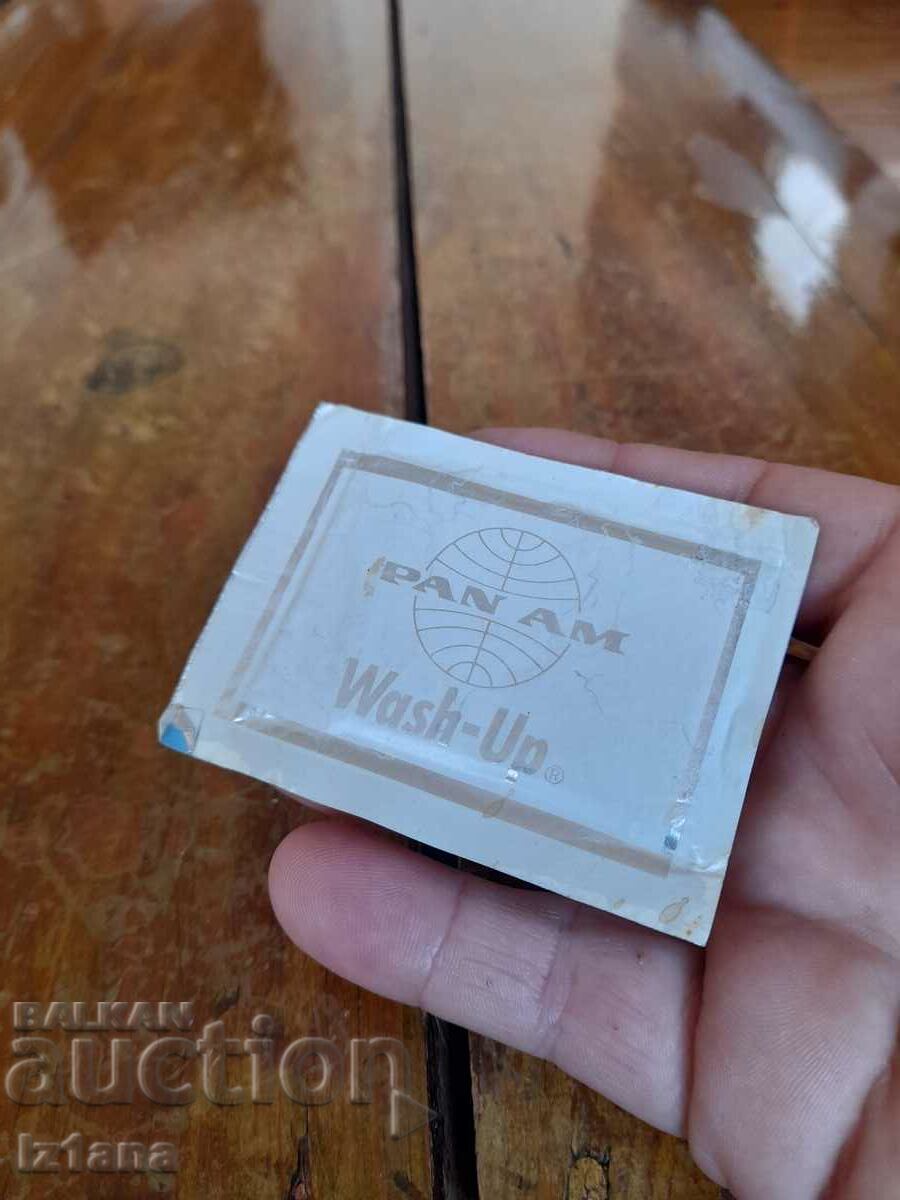 PAN AM
Wash-Up®
BALKAN
auction
Iz1ana